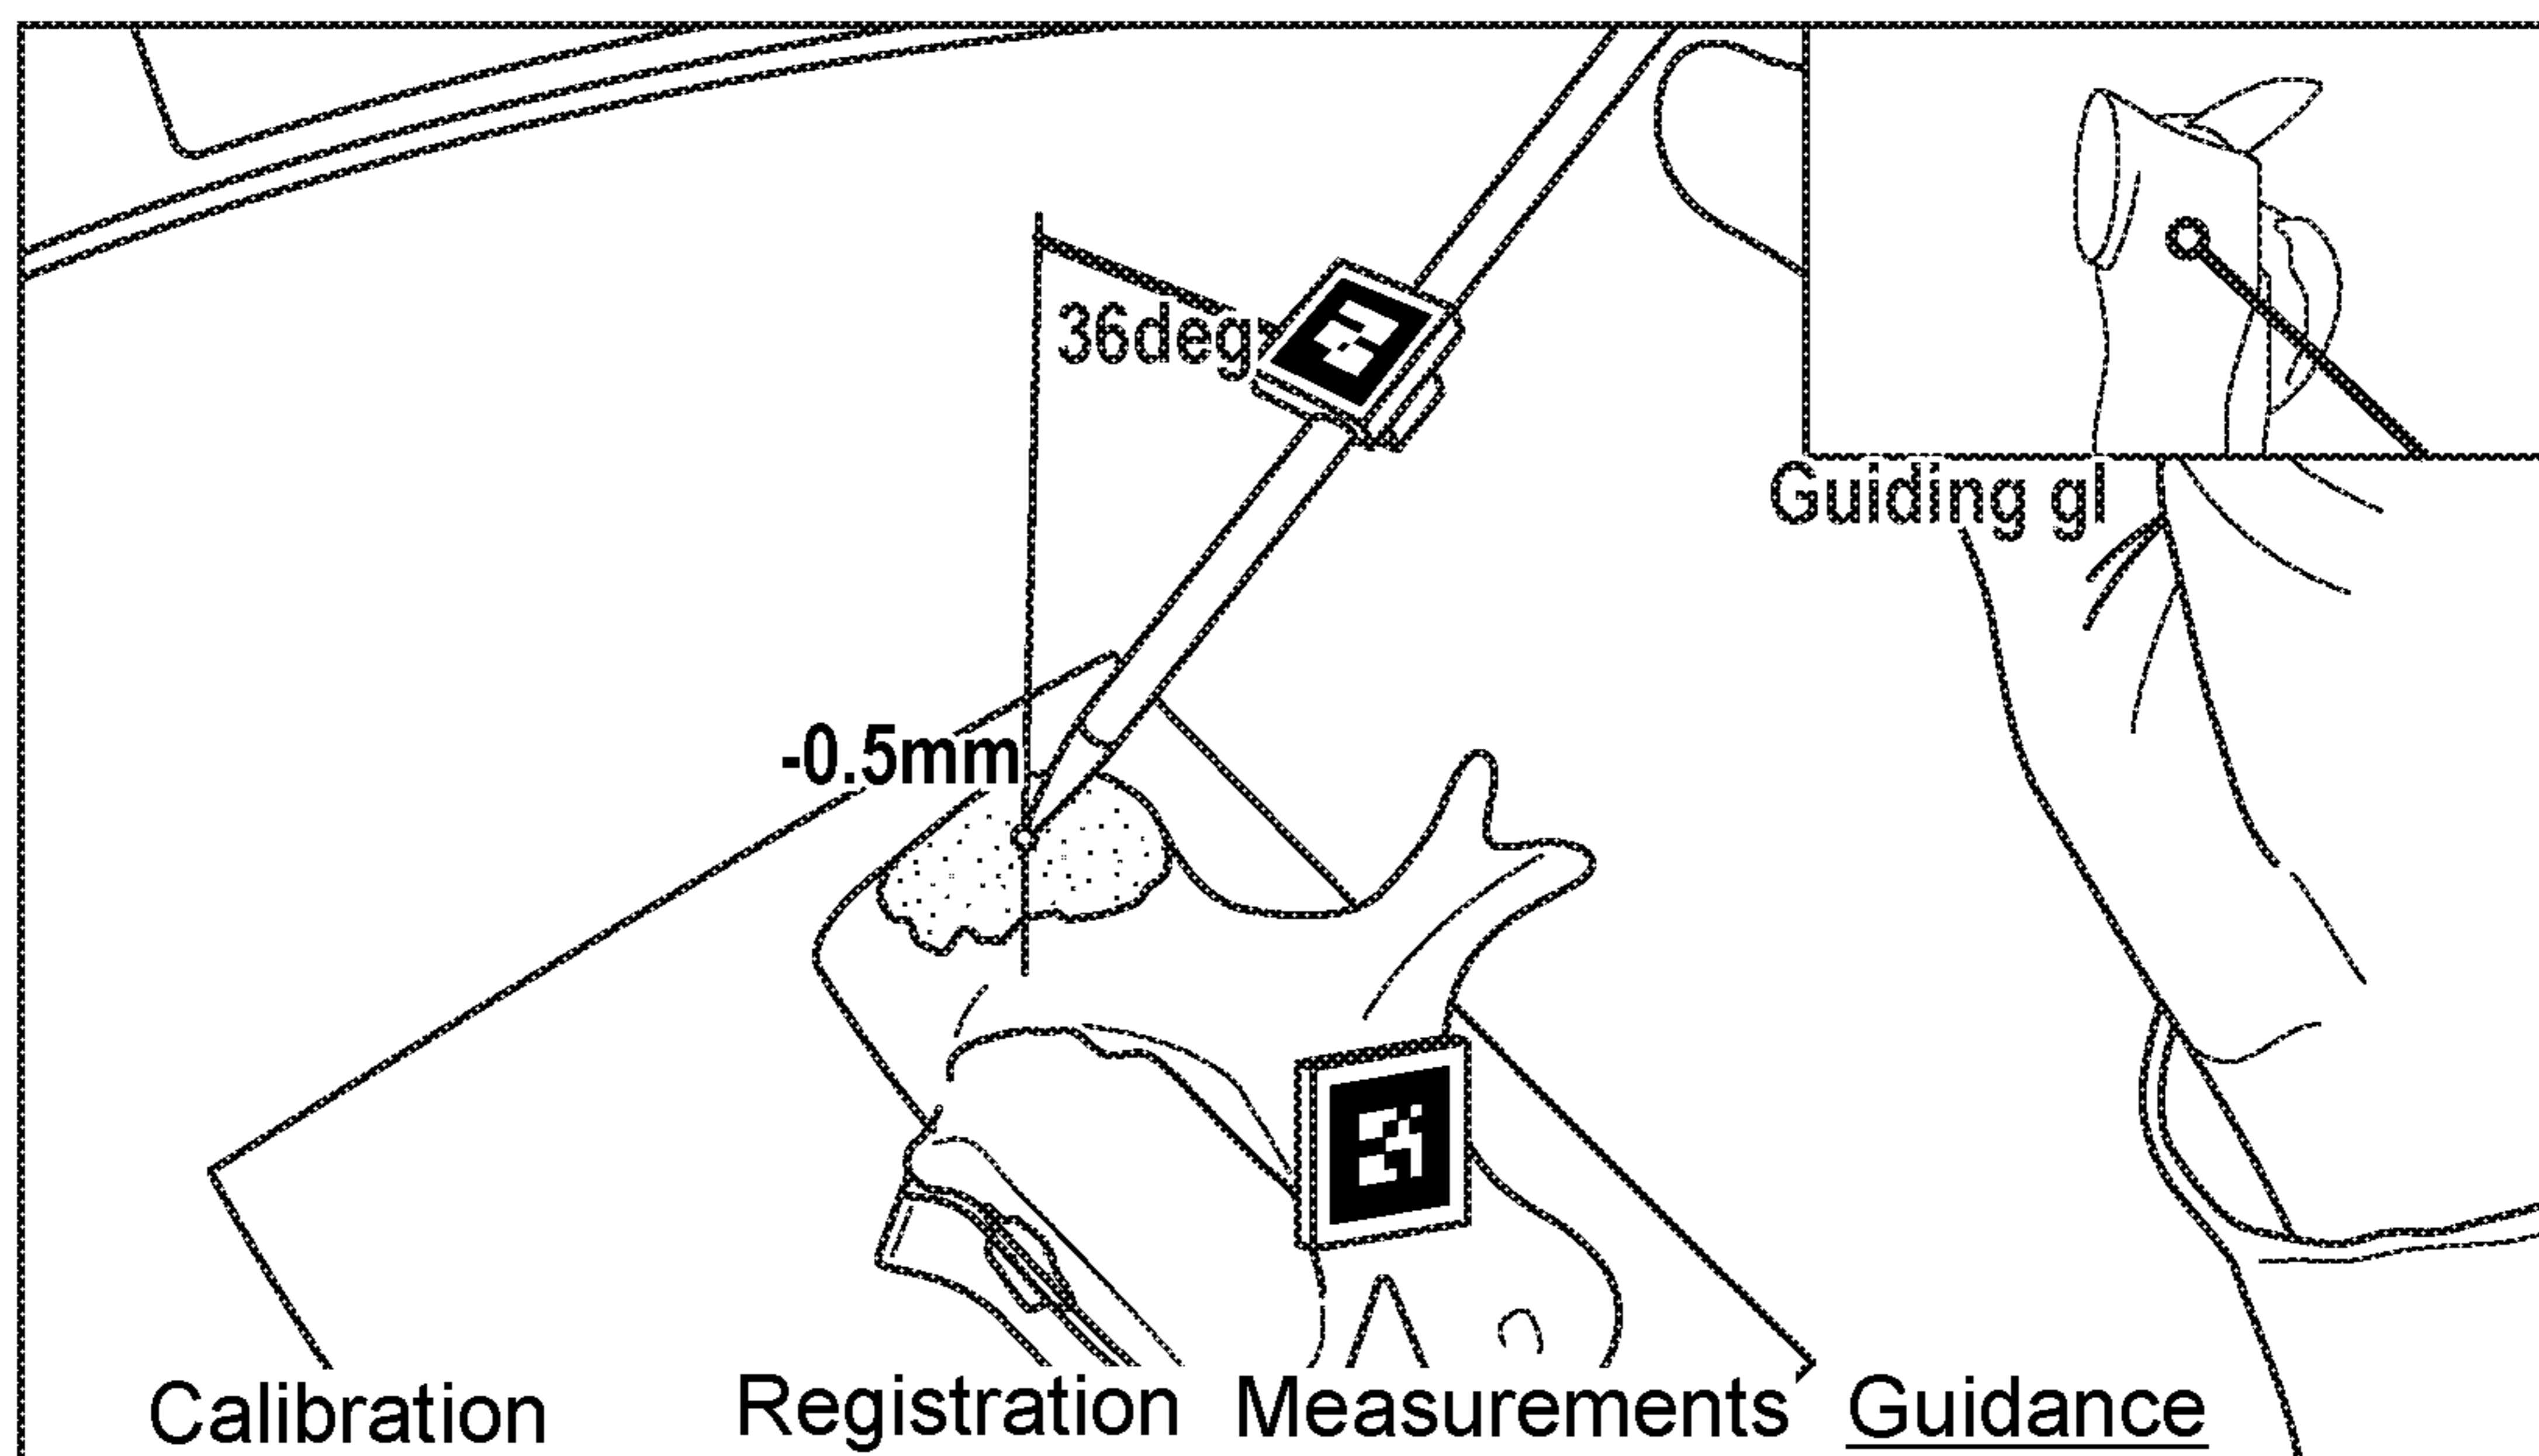 36deg
Guiding gl
-0.5mm
Calibration Registration Measurements Guidance